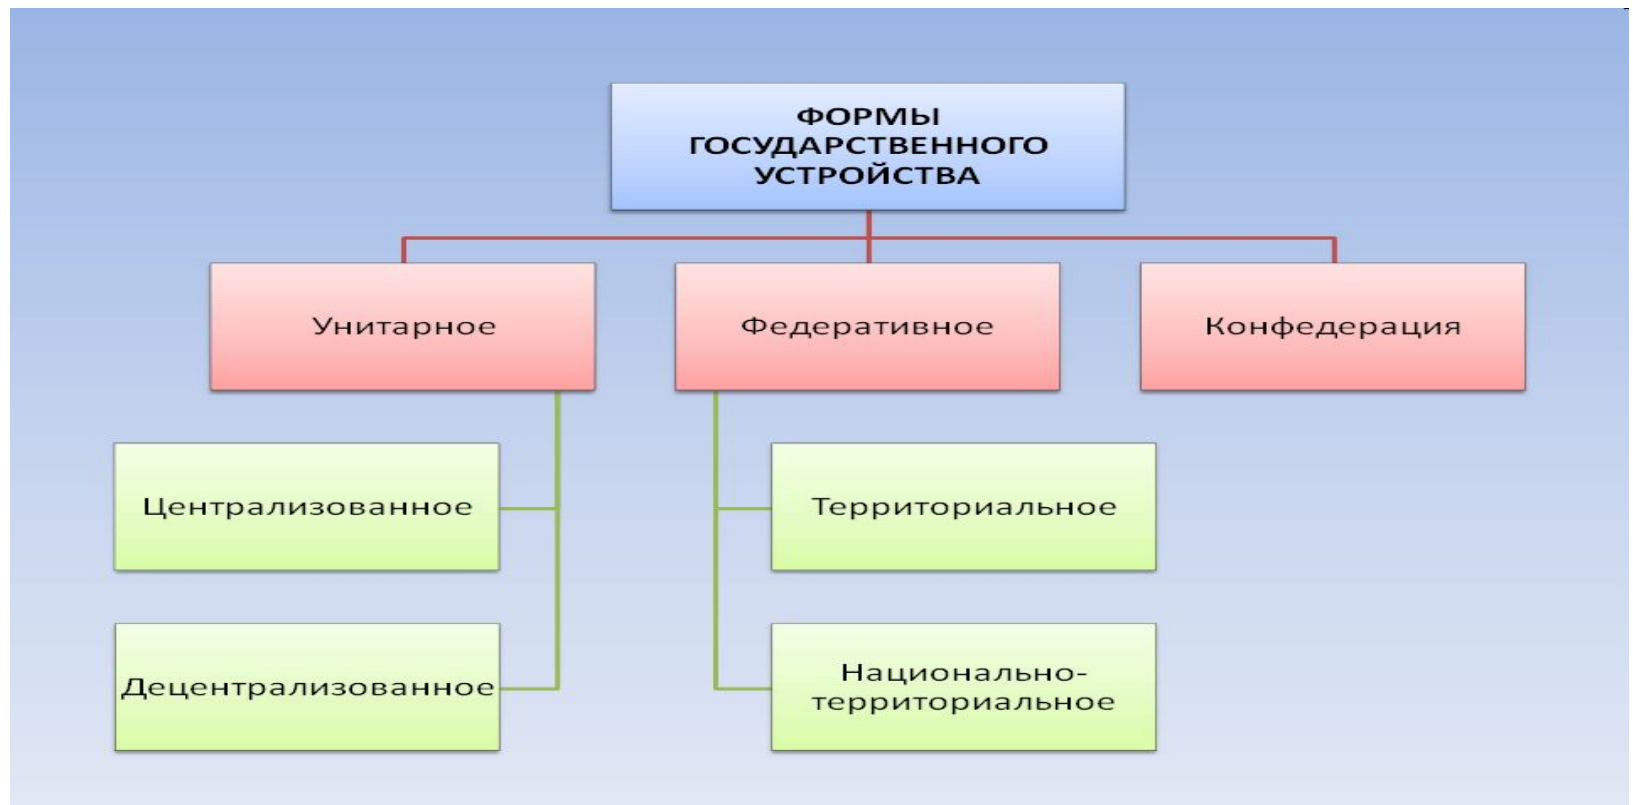 ФОРМЫ
ГОСУДАРСТВЕННОГО
УСТРОЙСТВА
Унитарное
Федеративное
Конфедерация
Централизованное
Территориальное
Децентрализованное
Национально-
территориальное